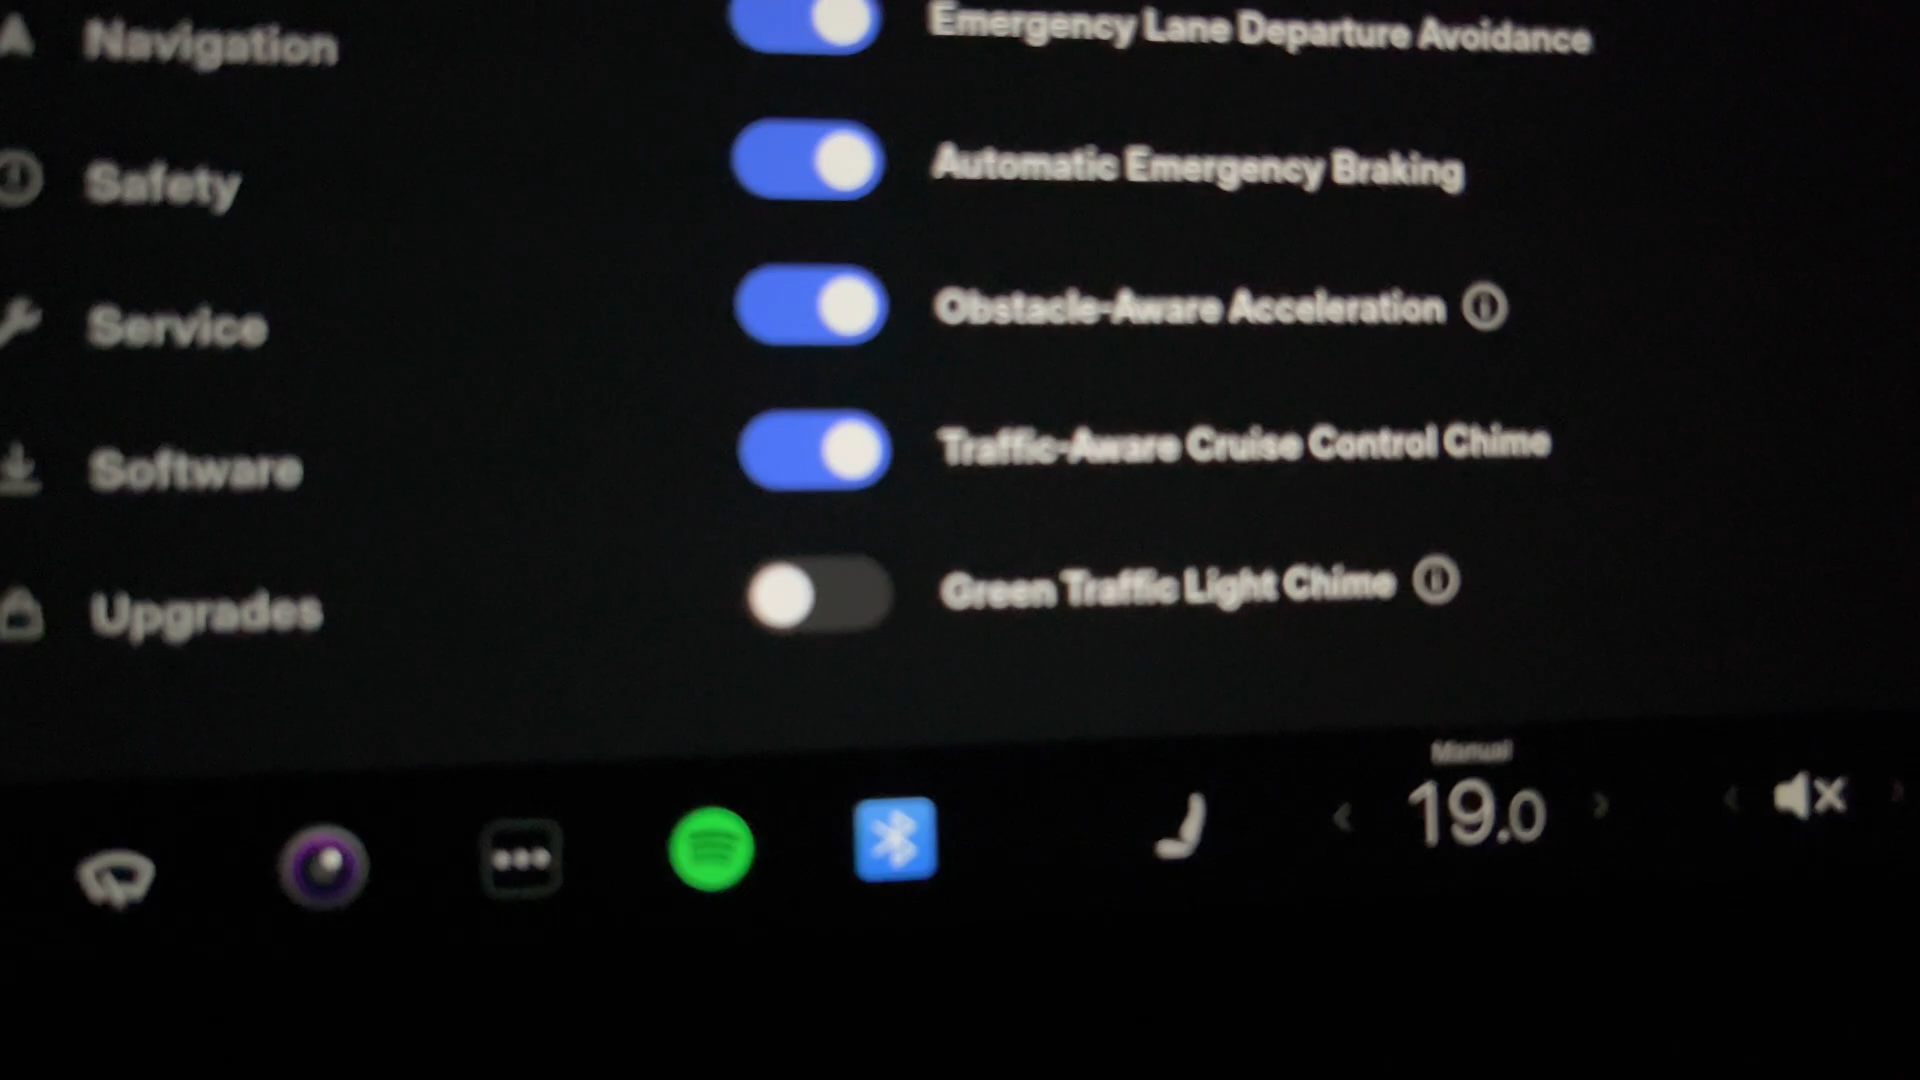 Navigation
Safety
Service
Software
Upgrades
Emergency Lane Departure Avoidance
Automatic Emergency Braking
Obstacle-Aware Acceleration
Traffic-Aware Cruise Control Chime
Green Traffic Light Chime
Manual
19.0